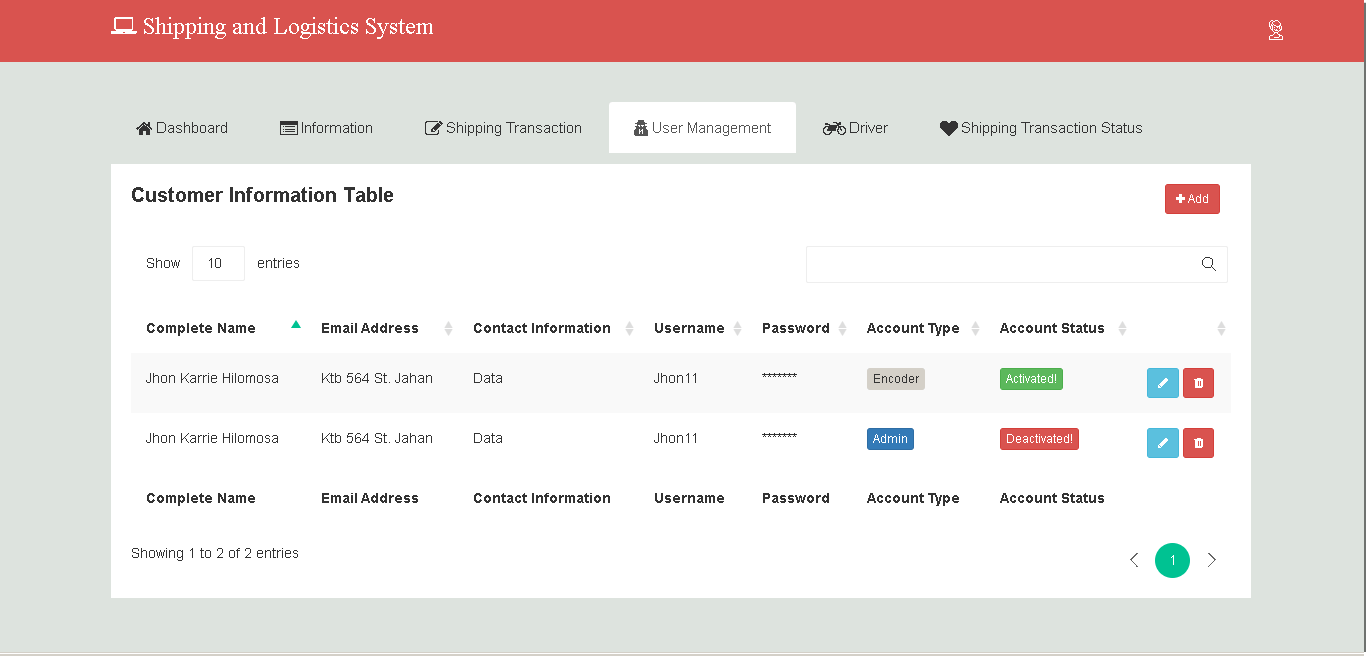 Shipping and Logistics System
Dashboard Information Shipping Transaction User Management Driver Shipping Transaction Status
Customer Information Table
Add
Show 10 entries
Complete Name Email Address Contact Information Username Password Account Type Account Status
Jhon Karrie Hilomosa Ktb 564 St. Jahan Data Jhon11 ******* Encoder Activated!
Jhon Karrie Hilomosa Ktb 564 St. Jahan Data Jhon11 ******* Admin Deactivated!
Complete Name Email Address Contact Information Username Password Account Type Account Status
Showing 1 to 2 of 2 entries
1